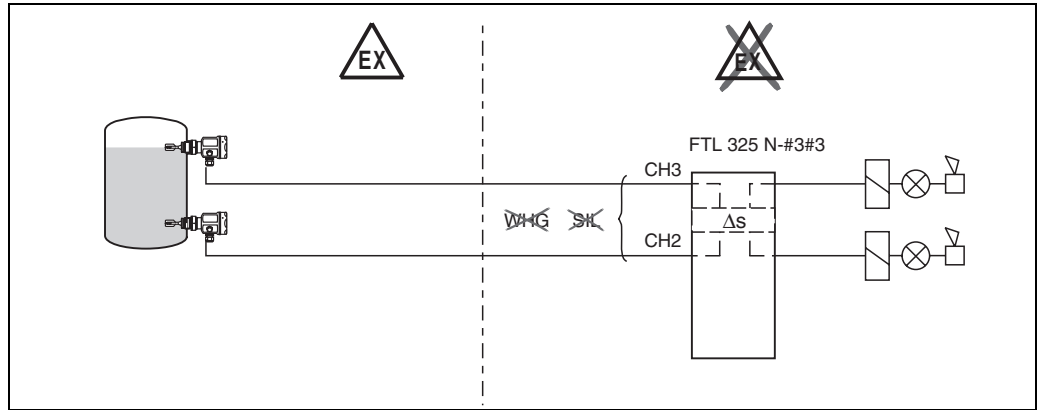 EX
EX
FTL 325 N-#3#3
CH3
WHG SIL
Δs
CH2